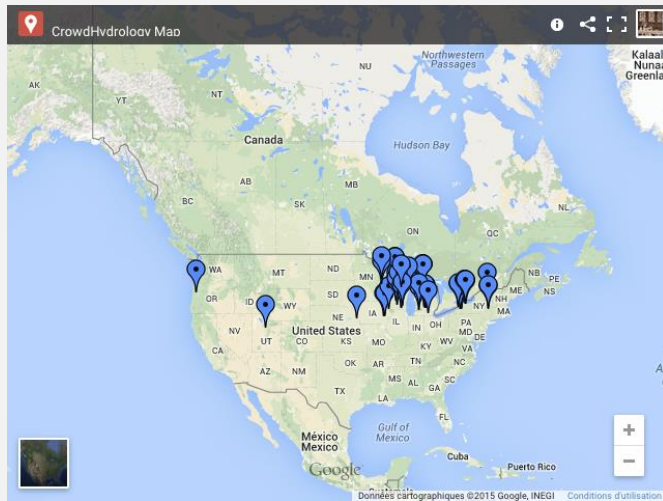 CrowdHydrology Map
Northwestern
Passages
Kalaal
Nuna
Greenla
AK
YT
NT
NU
Canada
Hudson Bay
BC
AB
SK
MB
ON
QC
NL
NB
PE
NS
WA
MT
ND
MN
OR
ID
WY
SD
NE
IA
NY
NH
MA
ME
PA
MD
DE
NV
UT
CO
United States
KS
MO
IL
IN
OH
KY
WV
VA
CA
AZ
NM
OK
AR
TN
NC
SC
MS
AL
GA
TX
LA
FL
México
Mexico
Gulf of
Mexico
Cuba
Puerto Rico
Google
Guatemala
Données cartographiques ©2015 Google, INEGI
Conditions d'utilisation